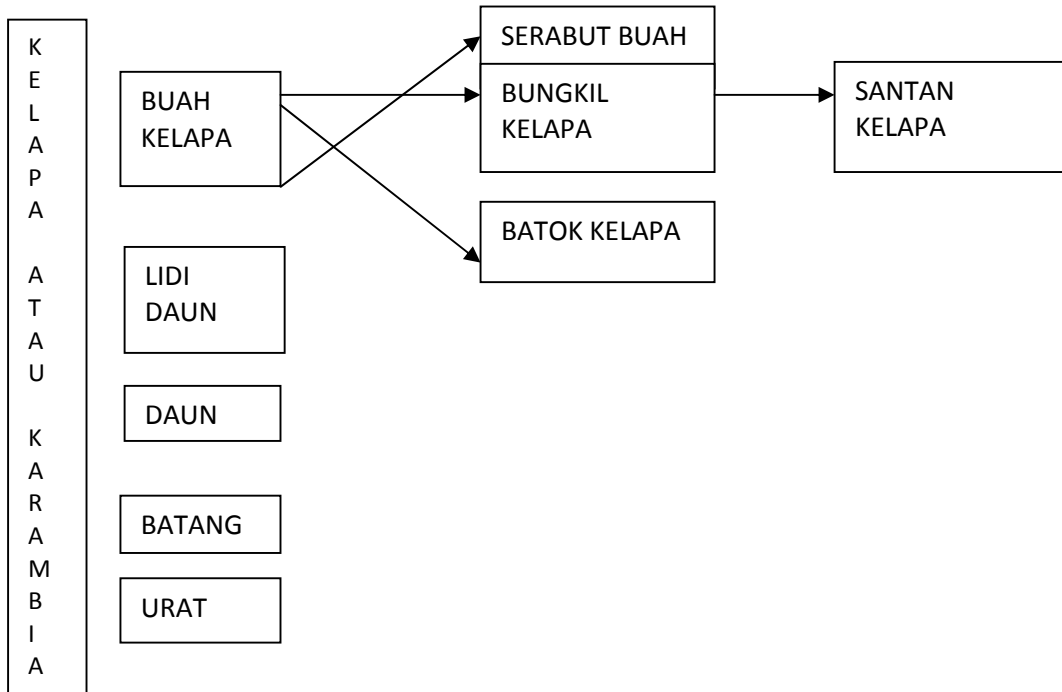 KELAPA ATAU KARAMBIA
BUAH
KELAPA
SERABUT BUAH
BUNGKIL
KELAPA
SANTAN
KELAPA
BATOK KELAPA
LIDI
DAUN
DAUN
BATANG
URAT